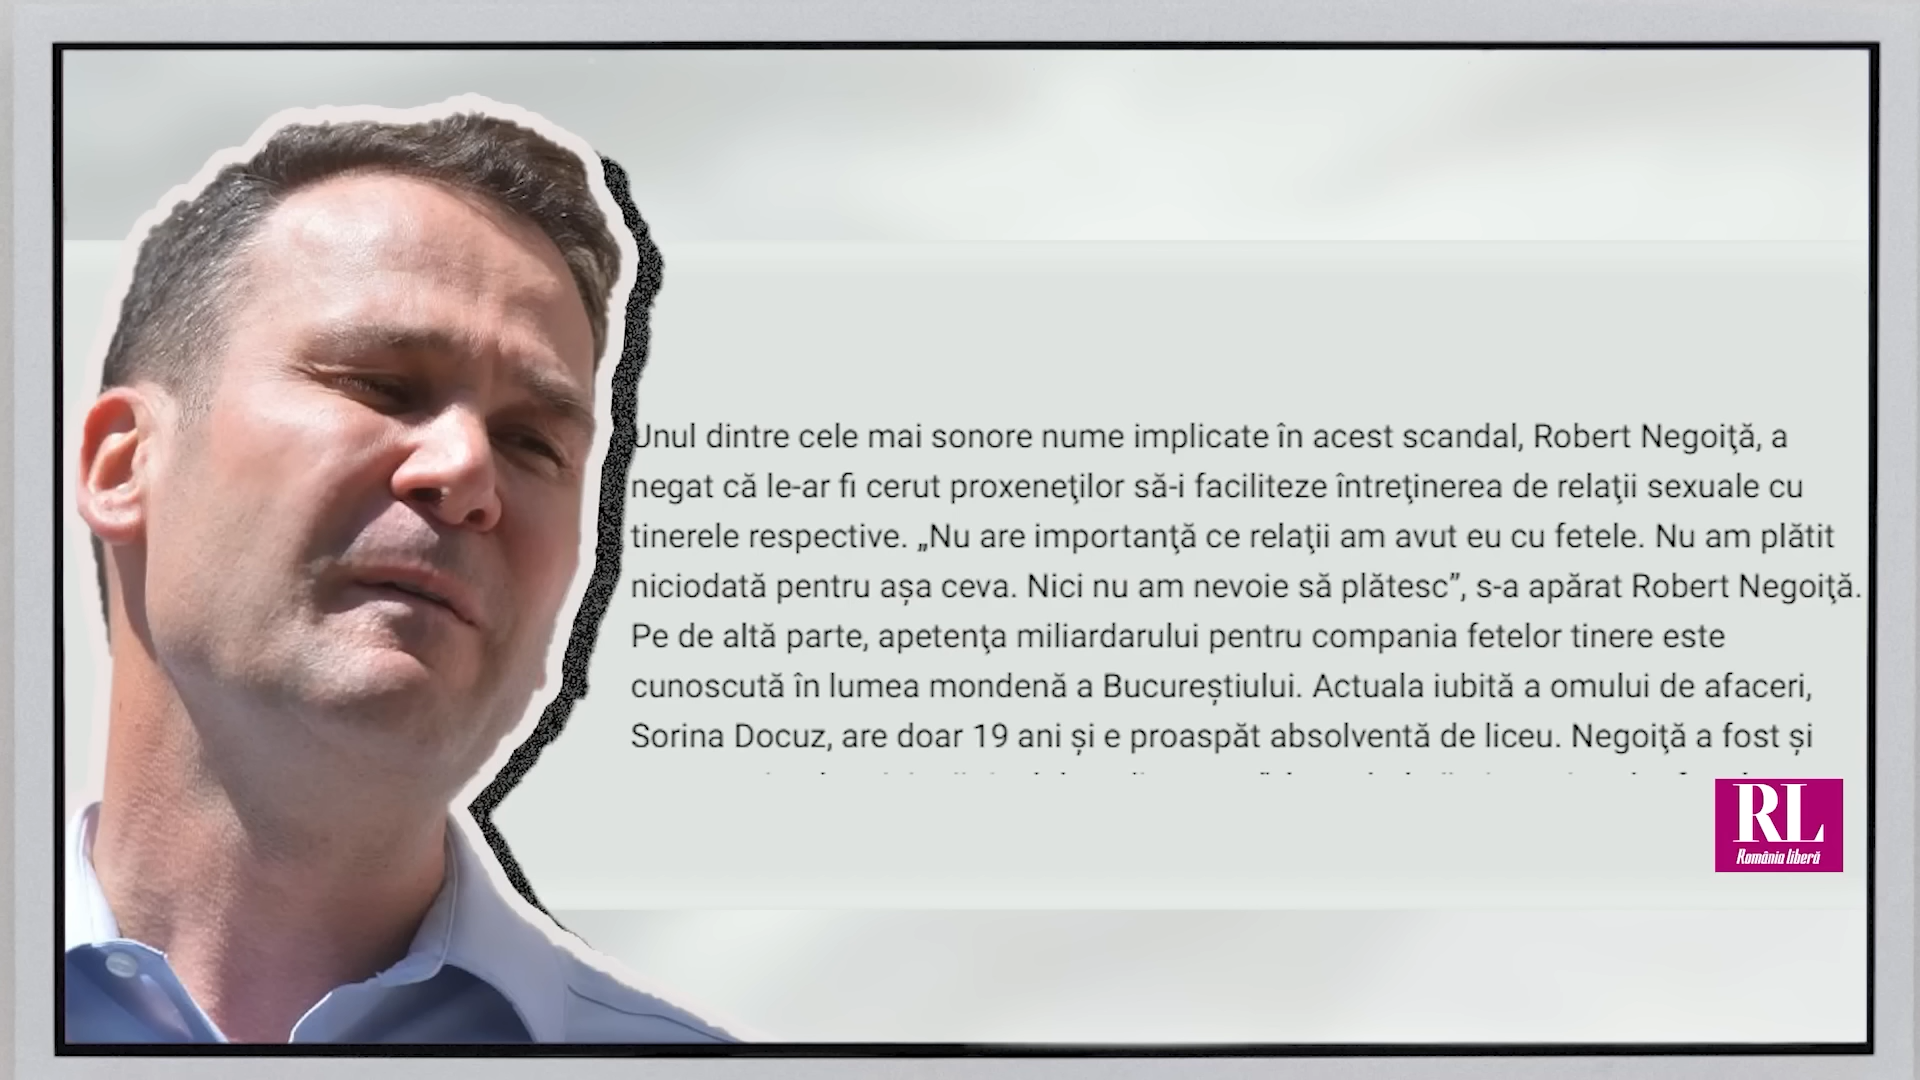 Unul dintre cele mai sonore nume implicate în acest scandal, Robert Negoiţă, a
negat că le-ar fi cerut proxeneţilor să-i faciliteze întreţinerea de relaţii sexuale cu
tinerele respective. „Nu are importanţă ce relaţii am avut eu cu fetele. Nu am plătit
niciodată pentru așa ceva. Nici nu am nevoie să plătesc”, s-a apărat Robert Negoiţă.
Pe de altă parte, apetenţa miliardarului pentru compania fetelor tinere este
cunoscută în lumea mondenă a Bucureștiului. Actuala iubită a omului de afaceri,
Sorina Docuz, are doar 19 ani și e proaspăt absolventă de liceu. Negoiţă a fost și
RL
România liberă